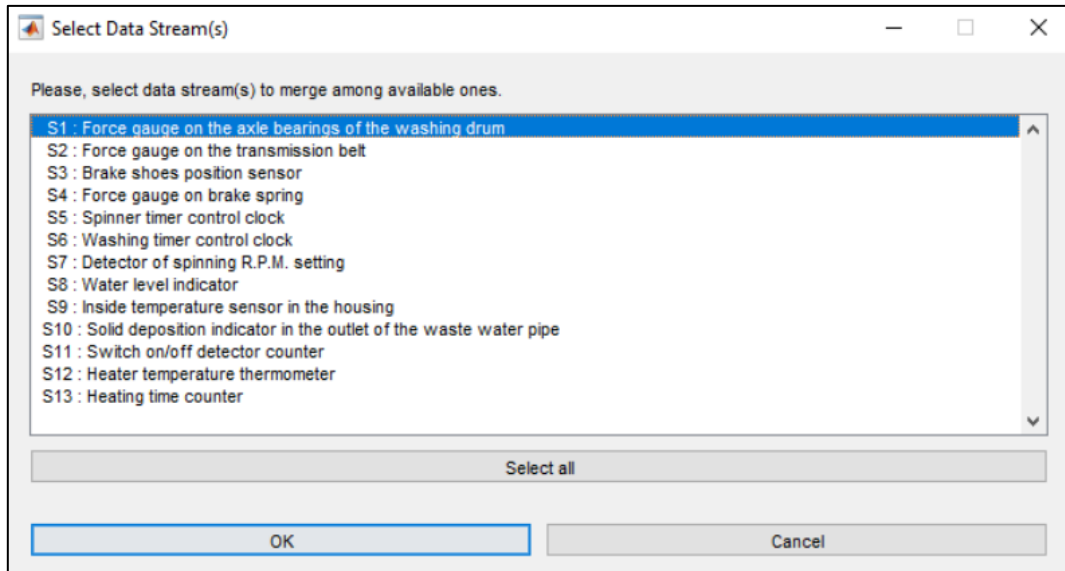 Select Data Stream(s)
Please, select data stream(s) to merge among available ones.
S1 : Force gauge on the axle bearings of the washing drum
S2 : Force gauge on the transmission belt
S3 : Brake shoes position sensor
S4 : Force gauge on brake spring
S5 : Spinner timer control clock
S6 : Washing timer control clock
S7 : Detector of spinning R.P.M. setting
S8 : Water level indicator
S9 : Inside temperature sensor in the housing
S10 : Solid deposition indicator in the outlet of the waste water pipe
S11 : Switch on/off detector counter
S12 : Heater temperature thermometer
S13 : Heating time counter
Select all
OK Cancel